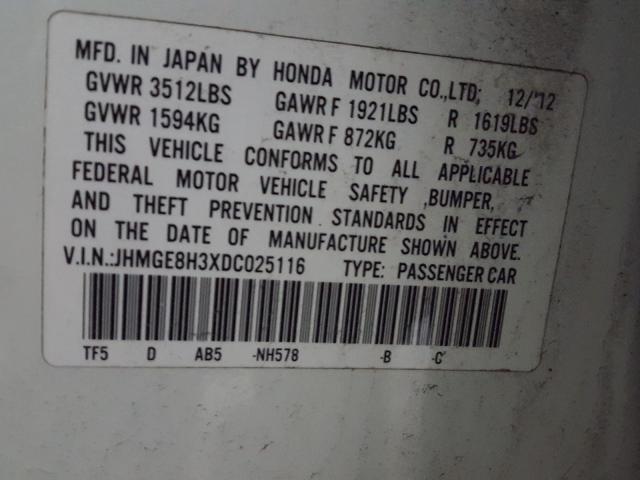 MFD. IN JAPAN BY HONDA MOTOR CO.,LTD; 12/'12
GVWR 3512LBS GAWR F 1921LBS R 1619LBS
GVWR 1594KG GAWR F 872KG R 735KG
THIS VEHICLE CONFORMS TO ALL APPLICABLE
FEDERAL MOTOR VEHICLE SAFETY ,BUMPER,
AND THEFT PREVENTION STANDARDS IN EFFECT
ON THE DATE OF MANUFACTURE SHOWN ABOVE.
V.I.N.:JHMGE8H3XDC025116 TYPE: PASSENGER CAR
TF5 D AB5 -NH578 -B -C